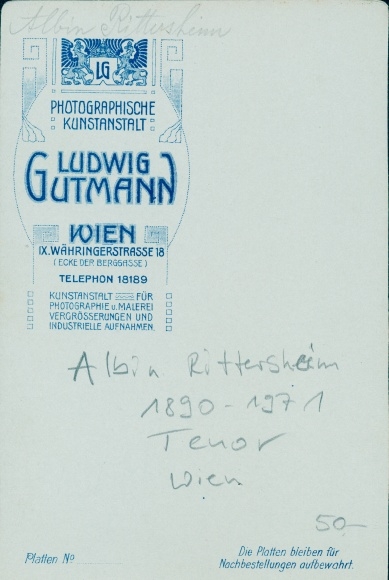 Albin Rittersheim
LG
PHOTOGRAPHISCHE
KUNSTANSTALT
LUDWIG
GUTMANN
WIEN
IX. WÄHRINGERSTRASSE 18
(ECKE DER BERGGASSE)
TELEPHON 18189
KUNSTANSTALT FÜR
PHOTOGRAPHIE u. MALEREI
VERGRÖSSERUNGEN UND
INDUSTRIELLE AUFNAHMEN.
Albin Rittersheim
1890-1971
Tenor
Wien
50-
Platten No
Die Platten bleiben für
Nachbestellungen aufbewahrt.